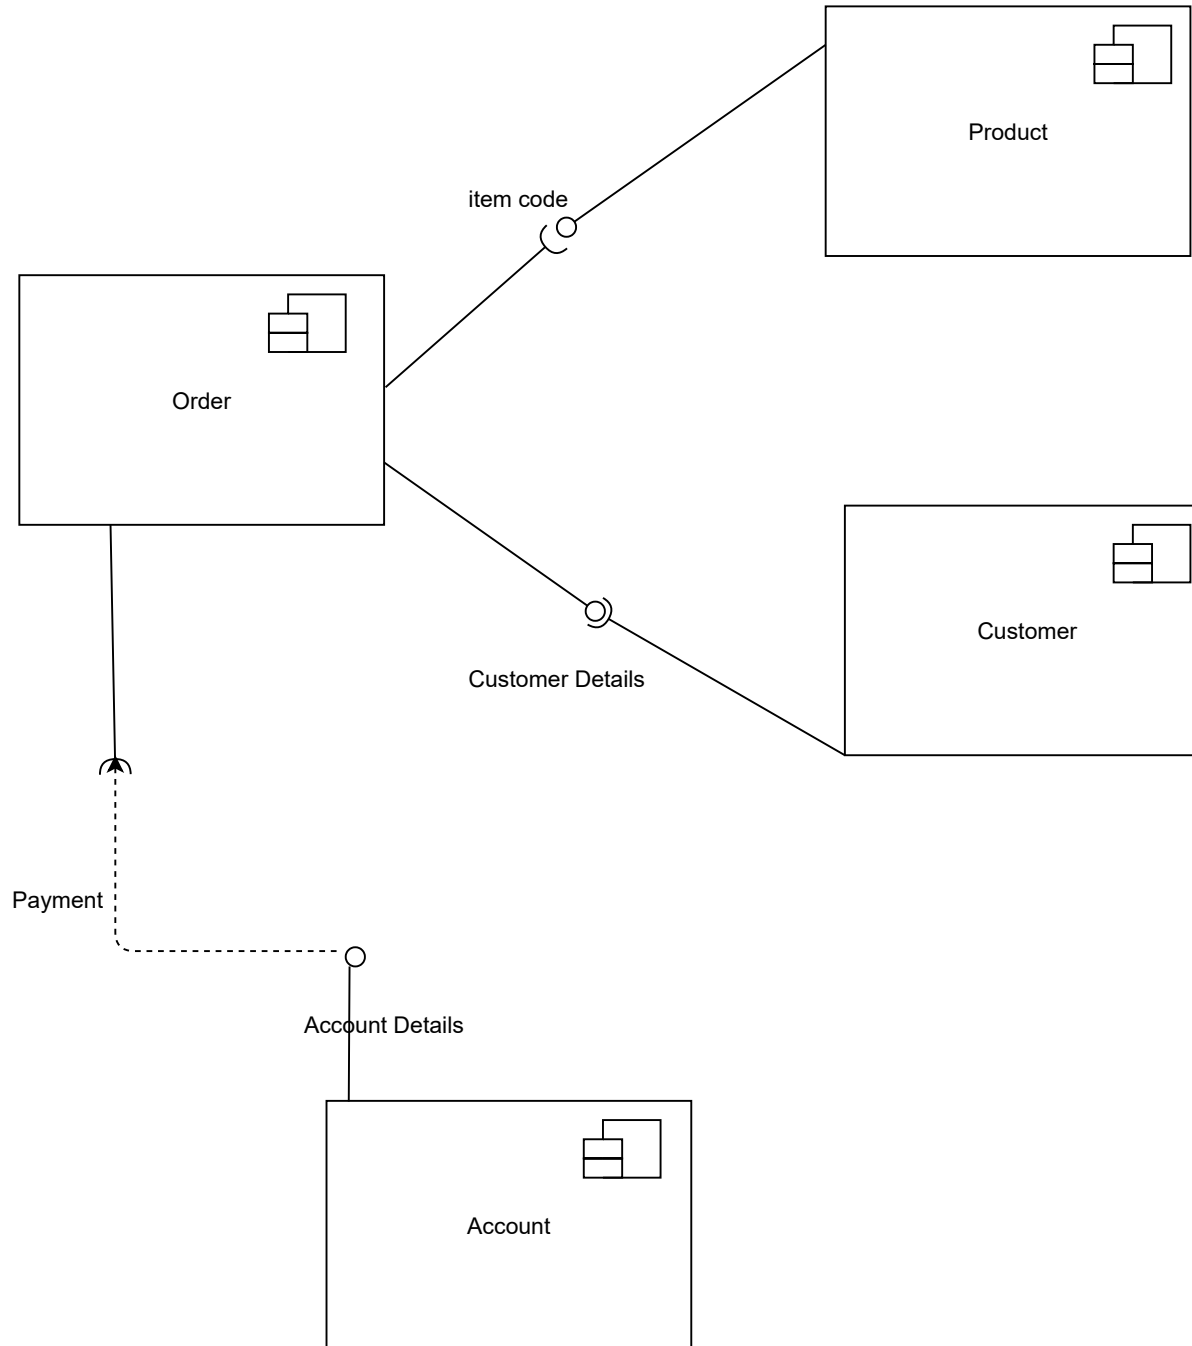 item code
Product
Order
Customer
Customer Details
Payment
Account Details
Account